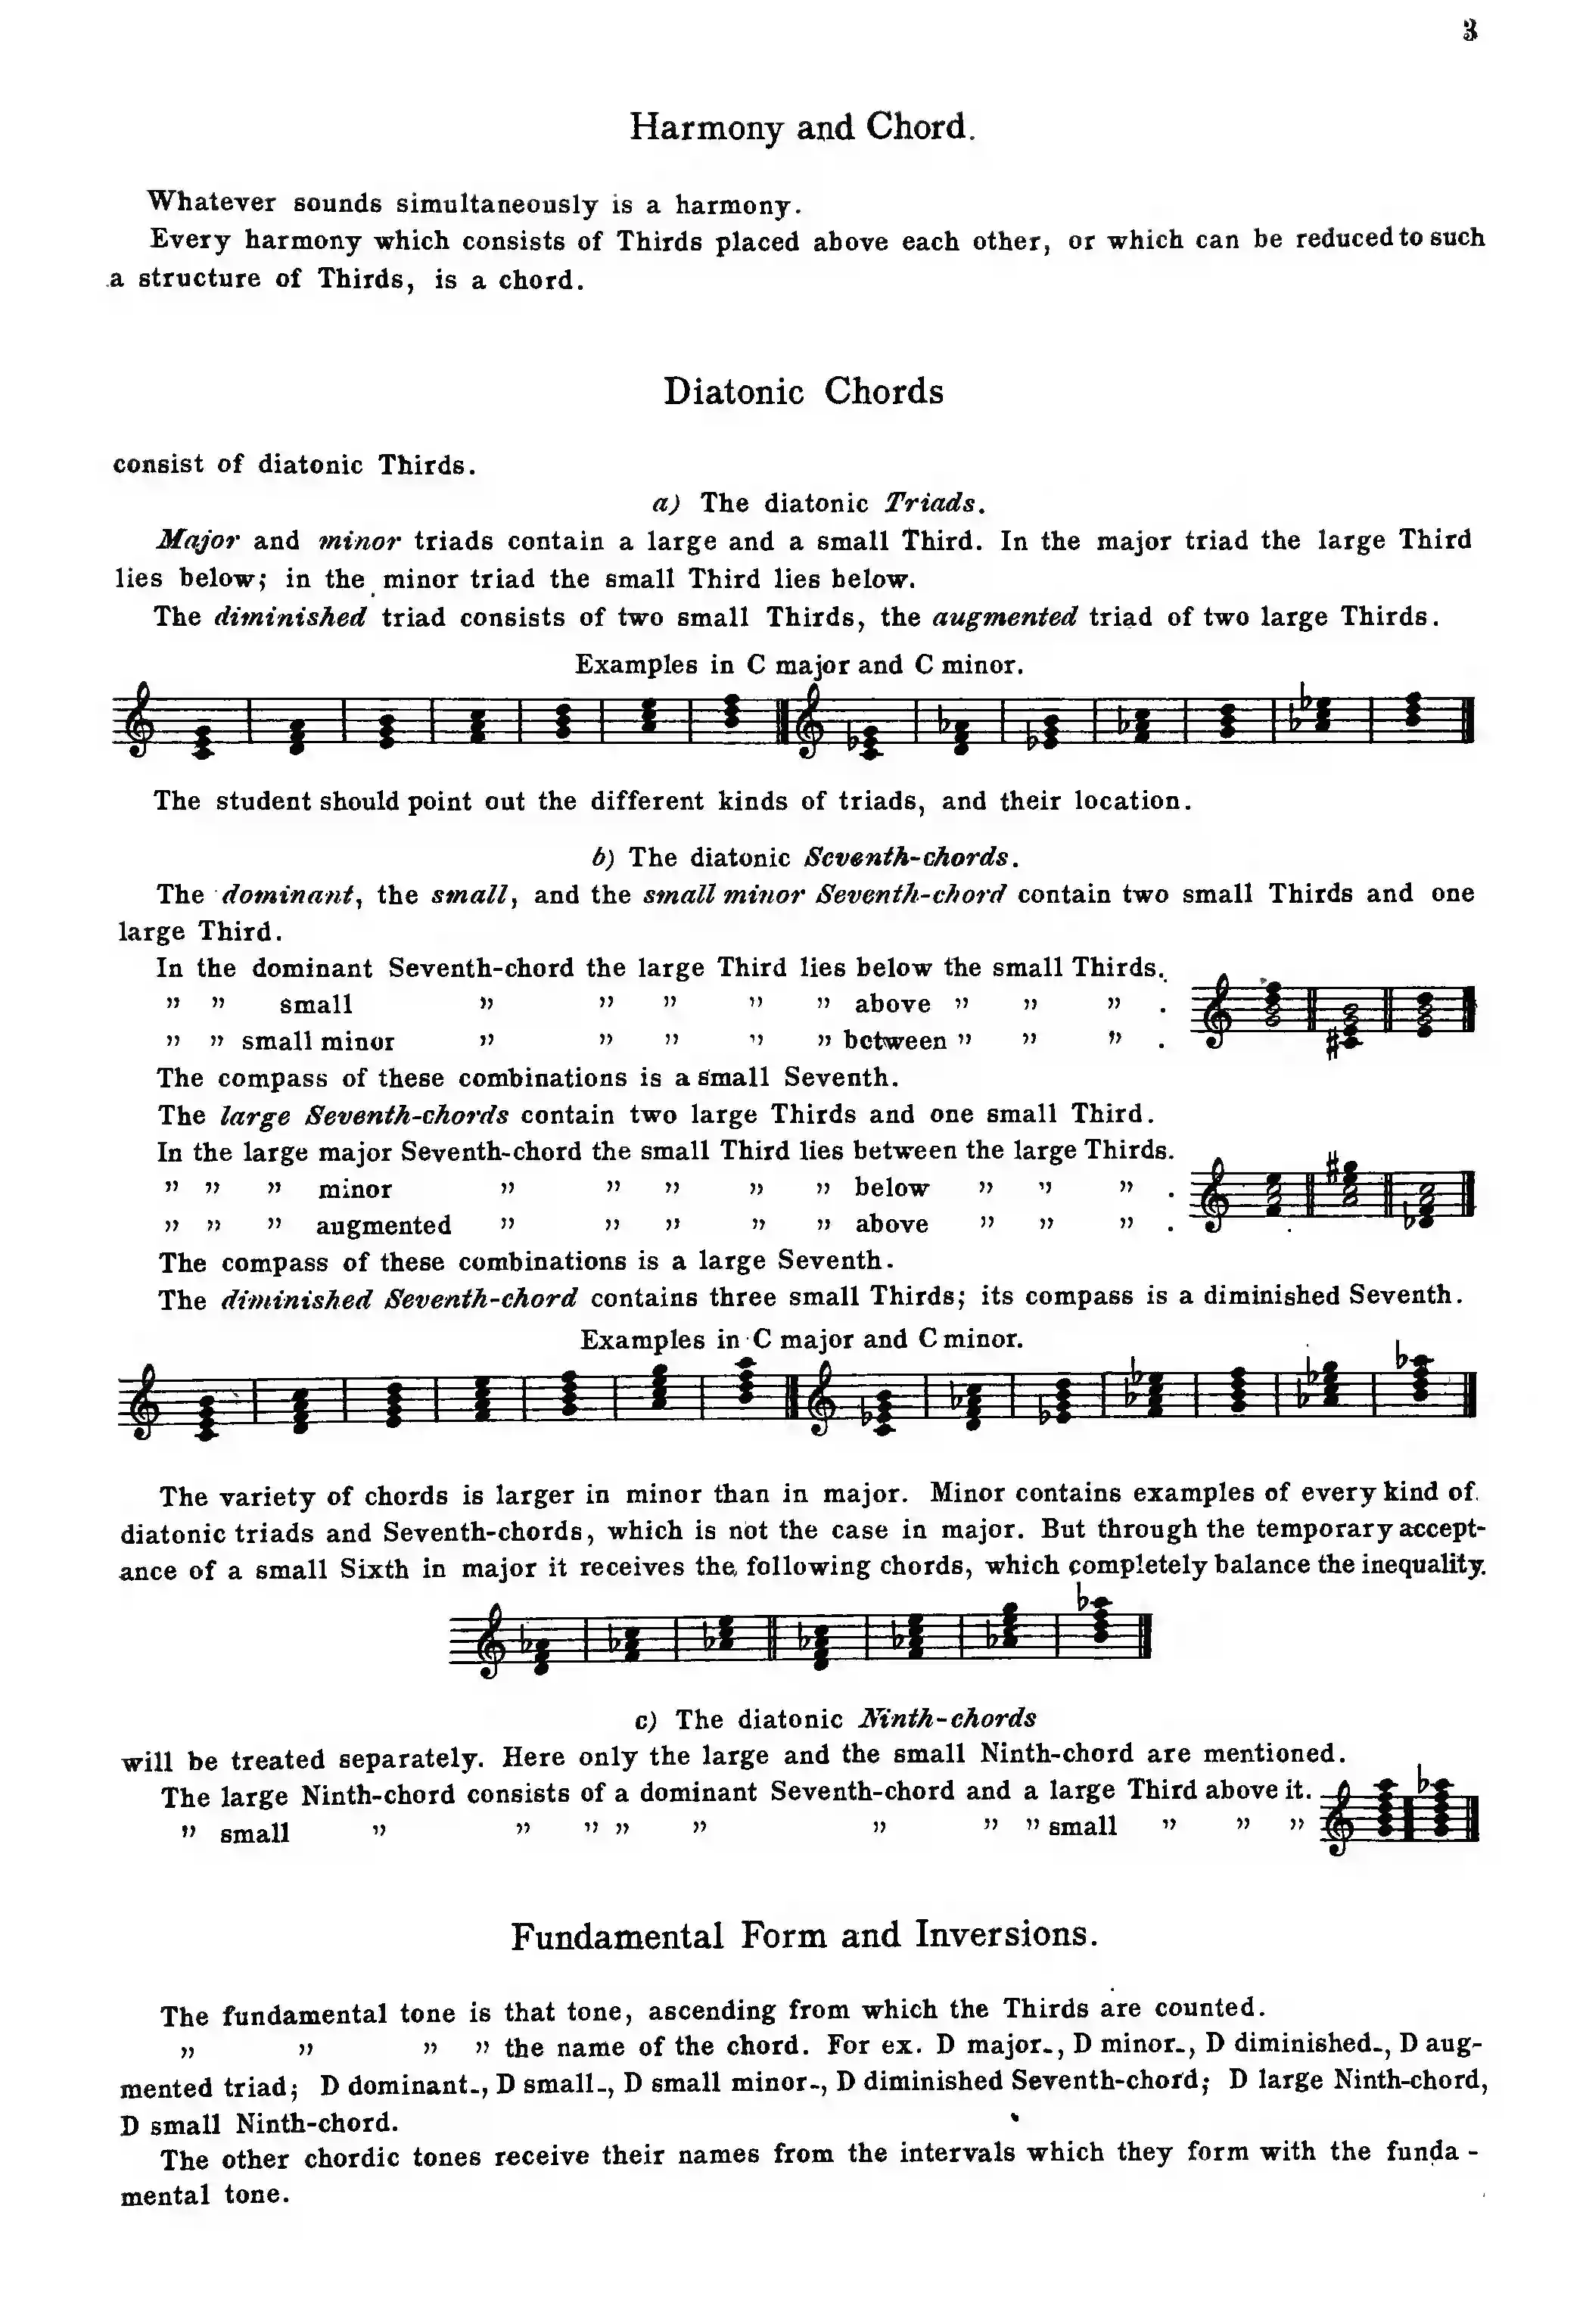 3
Harmony and Chord.
Whatever sounds simultaneously is a harmony.
Every harmony which consists of Thirds placed above each other, or which can be reduced to such
a structure of Thirds, is a chord.
Diatonic Chords
consist of diatonic Thirds.
a) The diatonic Triads.
Major and minor triads contain a large and a small Third. In the major triad the large Third
lies below; in the minor triad the small Third lies below.
The diminished triad consists of two small Thirds, the augmented triad of two large Thirds.
Examples in C major and C minor.
The student should point out the different kinds of triads, and their location.
b) The diatonic Seventh-chords.
The dominant, the small, and the small minor Seventh-chord contain two small Thirds and one
large Third.
In the dominant Seventh-chord the large Third lies below the small Thirds.
" " small " " " " " above " " " .
" " small minor " " " " " between " " " .
The compass of these combinations is a small Seventh.
The large Seventh-chords contain two large Thirds and one small Third.
In the large major Seventh-chord the small Third lies between the large Thirds.
" " " minor " " " " " below " " " .
" " " augmented " " " " " above " " " .
The compass of these combinations is a large Seventh.
The diminished Seventh-chord contains three small Thirds; its compass is a diminished Seventh.
Examples in C major and C minor.
The variety of chords is larger in minor than in major. Minor contains examples of every kind of
diatonic triads and Seventh-chords, which is not the case in major. But through the temporary accept-
ance of a small Sixth in major it receives the following chords, which completely balance the inequality.
c) The diatonic Ninth-chords
will be treated separately. Here only the large and the small Ninth-chord are mentioned.
The large Ninth-chord consists of a dominant Seventh-chord and a large Third above it.
" small " " " " " " " " small " " "
Fundamental Form and Inversions.
The fundamental tone is that tone, ascending from which the Thirds are counted.
" " " " the name of the chord. For ex. D major-, D minor-, D diminished-, D aug-
mented triad; D dominant-, D small-, D small minor-, D diminished Seventh-chord; D large Ninth-chord,
D small Ninth-chord.
The other chordic tones receive their names from the intervals which they form with the funda-
mental tone.